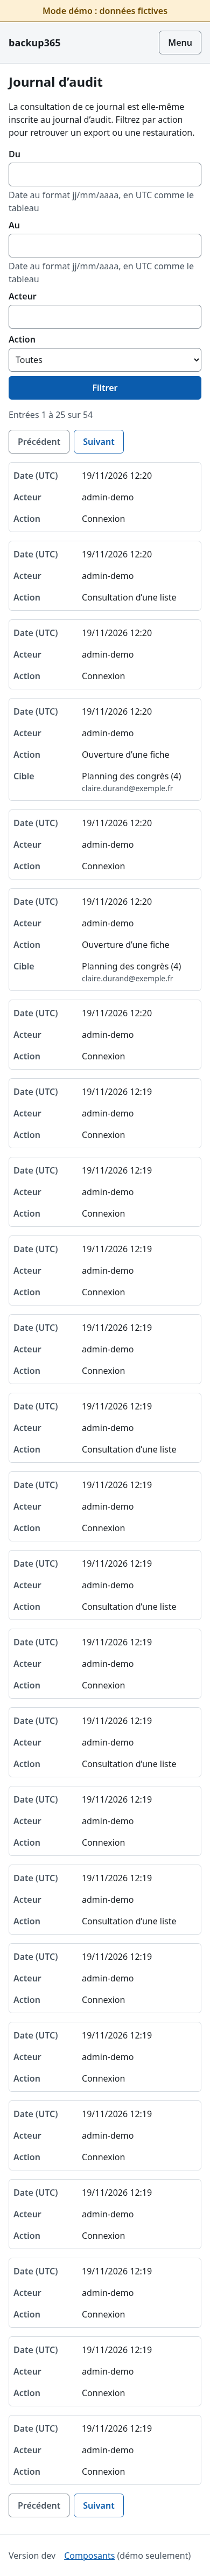 Mode démo : données fictives
backup365
Menu
Journal d’audit
La consultation de ce journal est elle-même
inscrite au journal d’audit. Filtrez par action
pour retrouver un export ou une restauration.
Du
Date au format jj/mm/aaaa, en UTC comme le
tableau
Au
Date au format jj/mm/aaaa, en UTC comme le
tableau
Acteur
Action
Toutes
Filtrer
Entrées 1 à 25 sur 54
Précédent Suivant
Date (UTC) 19/11/2026 12:20
Acteur admin-demo
Action Connexion
Date (UTC) 19/11/2026 12:20
Acteur admin-demo
Action Consultation d’une liste
Date (UTC) 19/11/2026 12:20
Acteur admin-demo
Action Connexion
Date (UTC) 19/11/2026 12:20
Acteur admin-demo
Action Ouverture d’une fiche
Cible Planning des congrès (4)
claire.durand@exemple.fr
Date (UTC) 19/11/2026 12:20
Acteur admin-demo
Action Connexion
Date (UTC) 19/11/2026 12:20
Acteur admin-demo
Action Ouverture d’une fiche
Cible Planning des congrès (4)
claire.durand@exemple.fr
Date (UTC) 19/11/2026 12:20
Acteur admin-demo
Action Connexion
Date (UTC) 19/11/2026 12:19
Acteur admin-demo
Action Connexion
Date (UTC) 19/11/2026 12:19
Acteur admin-demo
Action Connexion
Date (UTC) 19/11/2026 12:19
Acteur admin-demo
Action Connexion
Date (UTC) 19/11/2026 12:19
Acteur admin-demo
Action Connexion
Date (UTC) 19/11/2026 12:19
Acteur admin-demo
Action Consultation d’une liste
Date (UTC) 19/11/2026 12:19
Acteur admin-demo
Action Connexion
Date (UTC) 19/11/2026 12:19
Acteur admin-demo
Action Consultation d’une liste
Date (UTC) 19/11/2026 12:19
Acteur admin-demo
Action Connexion
Date (UTC) 19/11/2026 12:19
Acteur admin-demo
Action Consultation d’une liste
Date (UTC) 19/11/2026 12:19
Acteur admin-demo
Action Connexion
Date (UTC) 19/11/2026 12:19
Acteur admin-demo
Action Consultation d’une liste
Date (UTC) 19/11/2026 12:19
Acteur admin-demo
Action Connexion
Date (UTC) 19/11/2026 12:19
Acteur admin-demo
Action Connexion
Date (UTC) 19/11/2026 12:19
Acteur admin-demo
Action Connexion
Date (UTC) 19/11/2026 12:19
Acteur admin-demo
Action Connexion
Date (UTC) 19/11/2026 12:19
Acteur admin-demo
Action Connexion
Date (UTC) 19/11/2026 12:19
Acteur admin-demo
Action Connexion
Date (UTC) 19/11/2026 12:19
Acteur admin-demo
Action Connexion
Précédent Suivant
Version dev Composants (démo seulement)